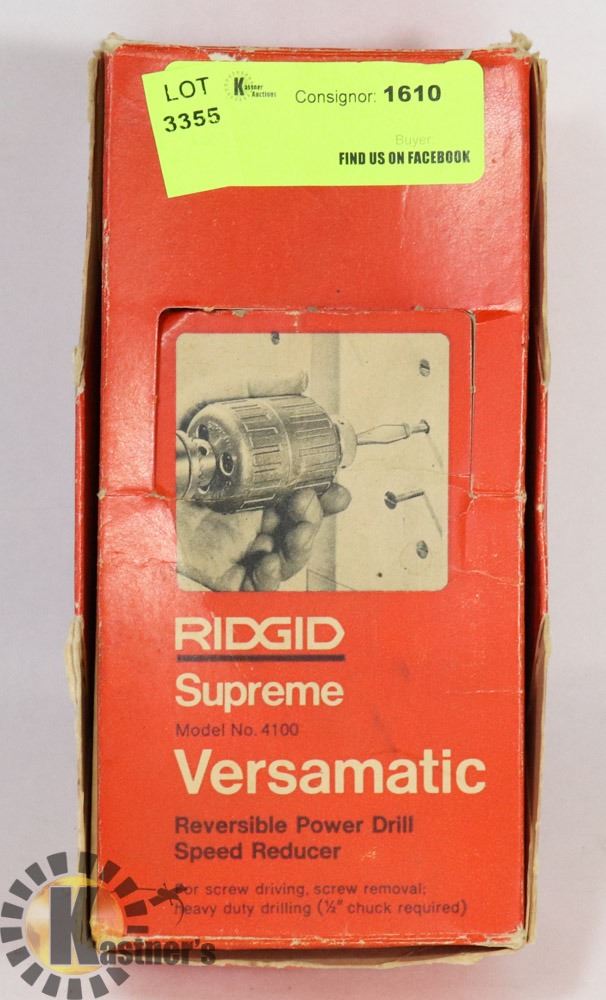 LOT
3355
Kastner
Auctions
Consignor: 1610
Buyer:
FIND US ON FACEBOOK
RIDGID
Supreme
Model No. 4100
Versamatic
Reversible Power Drill
Speed Reducer
For screw driving, screw removal;
heavy duty drilling (½" chuck required)
Kastner's